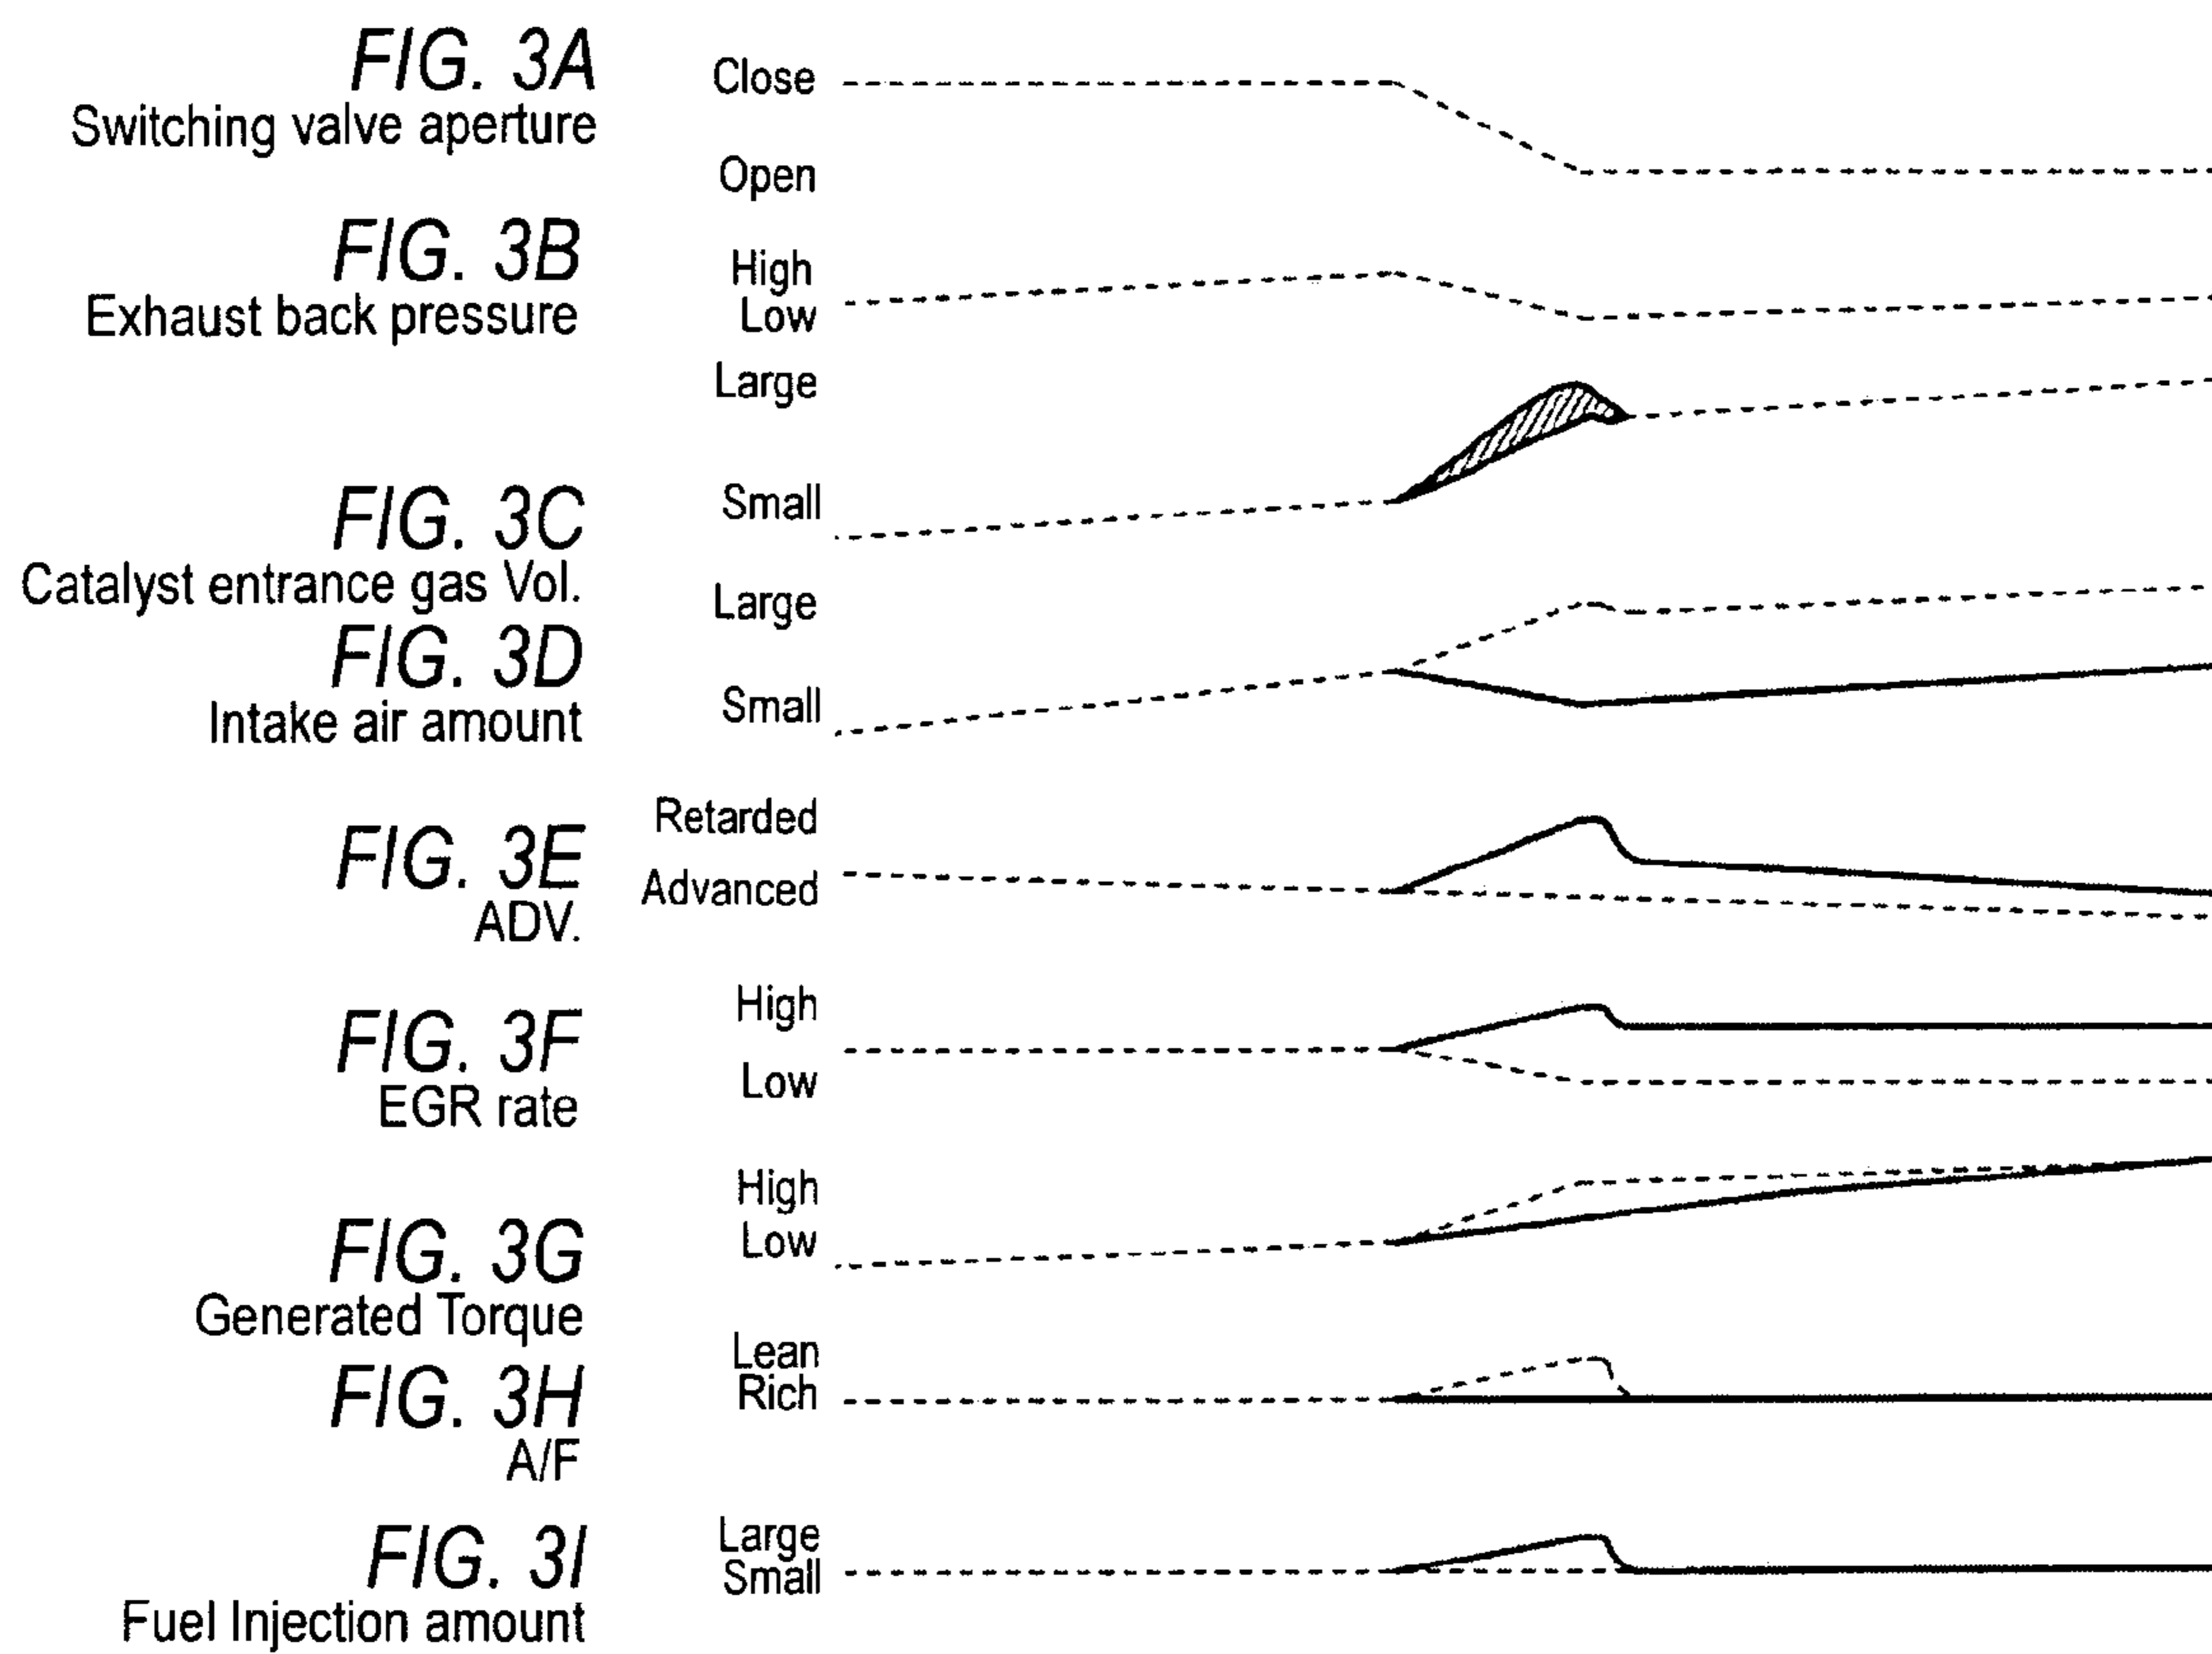 FIG. 3A
Switching valve aperture
Close
Open
FIG. 3B
Exhaust back pressure
High
Low
FIG. 3C
Catalyst entrance gas Vol.
Large
Small
FIG. 3D
Intake air amount
Large
Small
FIG. 3E
ADV.
Retarded
Advanced
FIG. 3F
EGR rate
High
Low
FIG. 3G
Generated Torque
High
Low
FIG. 3H
A/F
Lean
Rich
FIG. 3I
Fuel Injection amount
Large
Small